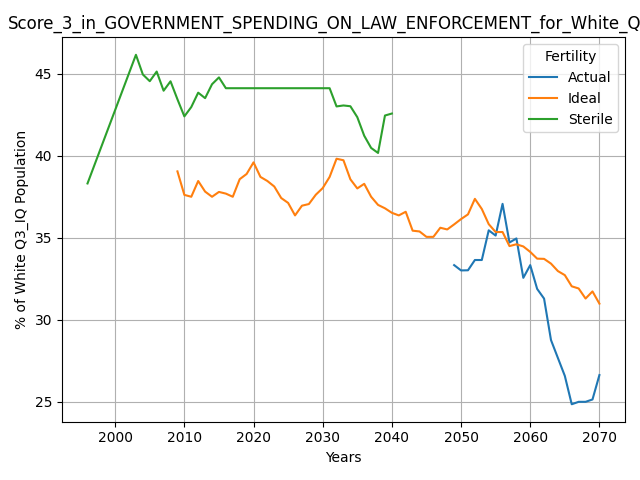 Score_3_in_GOVERNMENT_SPENDING_ON_LAW_ENFORCEMENT_for_White_Q
Fertility
Actual
Ideal
Sterile
% of White Q3_IQ Population
45
40
35
30
25
2000 2010 2020 2030 2040 2050 2060 2070
Years